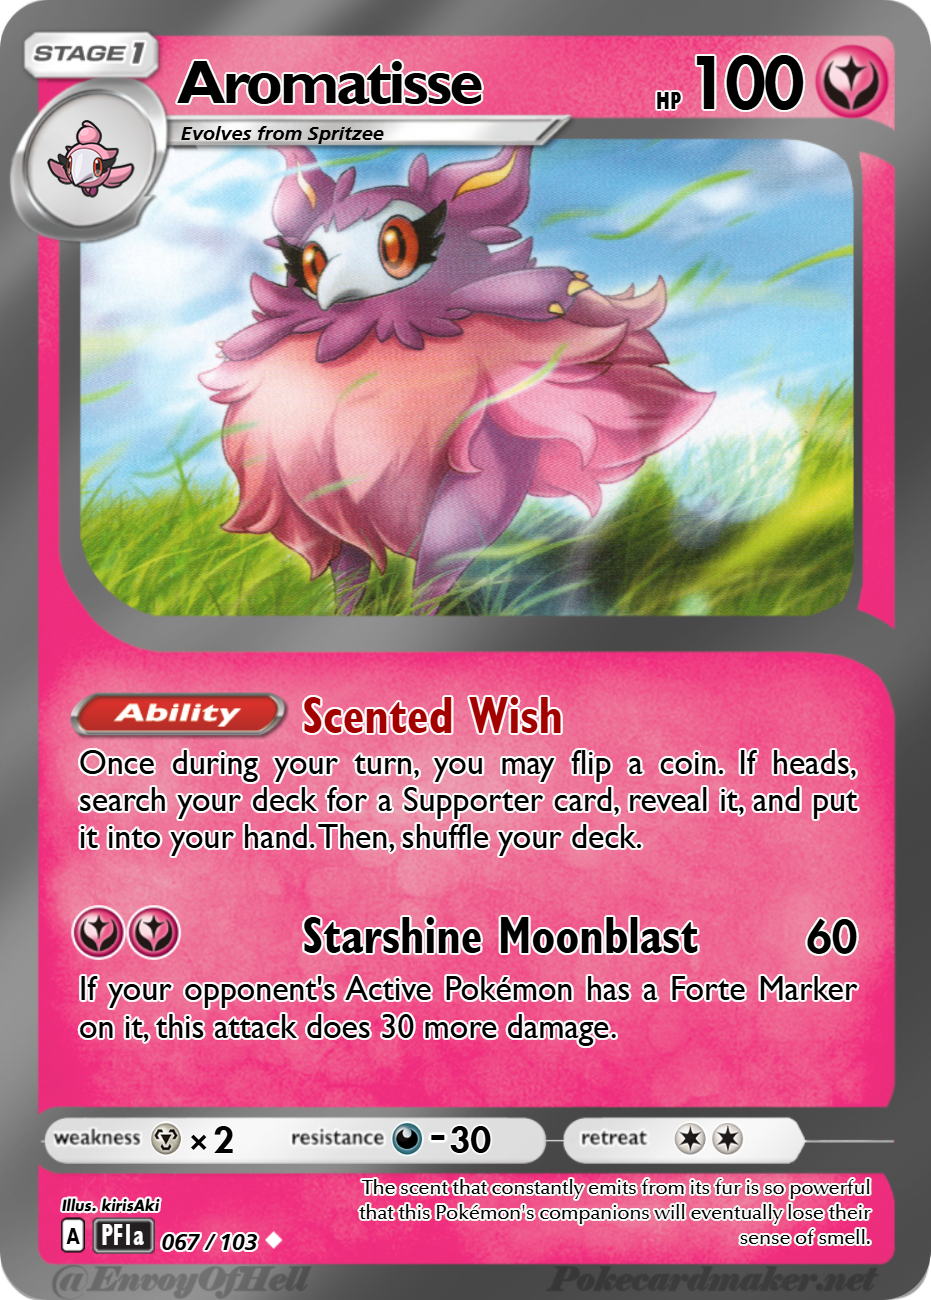 STAGE 1
Aromatisse
HP 100
Evolves from Spritzee
Ability Scented Wish
Once during your turn, you may flip a coin. If heads,
search your deck for a Supporter card, reveal it, and put
it into your hand. Then, shuffle your deck.
Starshine Moonblast 60
If your opponent's Active Pokémon has a Forte Marker
on it, this attack does 30 more damage.
weakness ×2 resistance -30 retreat
Illus. kirisAki
The scent that constantly emits from its fur is so powerful
that this Pokémon's companions will eventually lose their
sense of smell.
A PF1a 067 / 103
@EnvoyOfHell Pokecardmaker.net